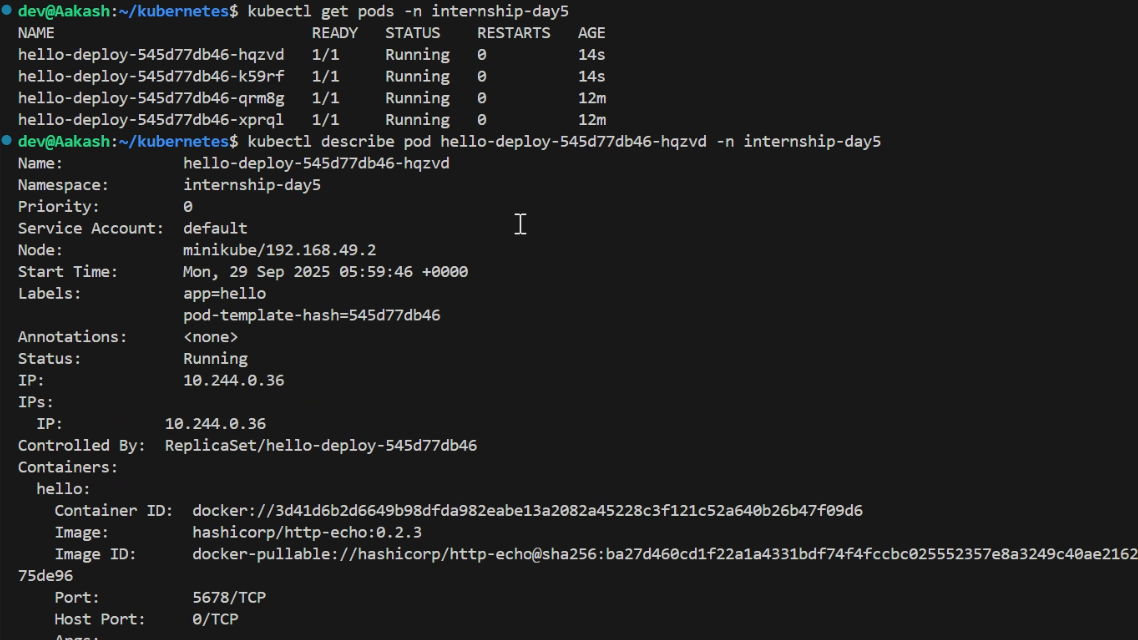 dev@Aakash:~/kubernetes$ kubectl get pods -n internship-day5
NAME                            READY   STATUS    RESTARTS   AGE
hello-deploy-545d77db46-hqzvd   1/1     Running   0          14s
hello-deploy-545d77db46-k59rf   1/1     Running   0          14s
hello-deploy-545d77db46-qrm8g   1/1     Running   0          12m
hello-deploy-545d77db46-xprql   1/1     Running   0          12m
dev@Aakash:~/kubernetes$ kubectl describe pod hello-deploy-545d77db46-hqzvd -n internship-day5
Name:             hello-deploy-545d77db46-hqzvd
Namespace:        internship-day5
Priority:         0
Service Account:  default
Node:             minikube/192.168.49.2
Start Time:       Mon, 29 Sep 2025 05:59:46 +0000
Labels:           app=hello
                  pod-template-hash=545d77db46
Annotations:      <none>
Status:           Running
IP:               10.244.0.36
IPs:
  IP:           10.244.0.36
Controlled By:  ReplicaSet/hello-deploy-545d77db46
Containers:
  hello:
    Container ID:  docker://3d41d6b2d6649b98dfda982eabe13a2082a45228c3f121c52a640b26b47f09d6
    Image:         hashicorp/http-echo:0.2.3
    Image ID:      docker-pullable://hashicorp/http-echo@sha256:ba27d460cd1f22a1a4331bdf74f4fccbc025552357e8a3249c40ae2162
75de96
    Port:          5678/TCP
    Host Port:     0/TCP
    Args: